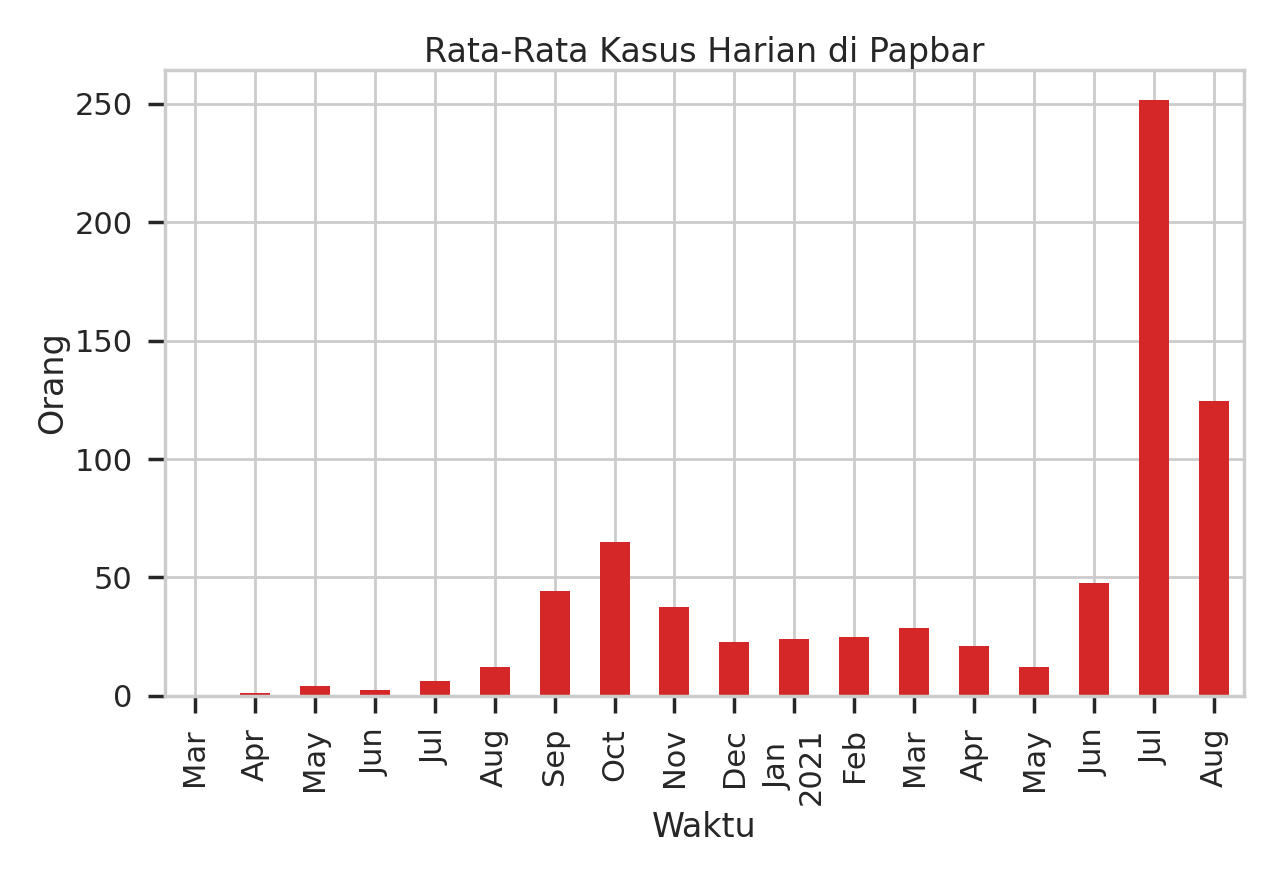 Rata-Rata Kasus Harian di Papbar
250
200
150
100
50
0
Orang
Mar
Apr
May
Jun
Jul
Aug
Sep
Oct
Nov
Dec
Jan
2021
Feb
Mar
Apr
May
Jun
Jul
Aug
Waktu